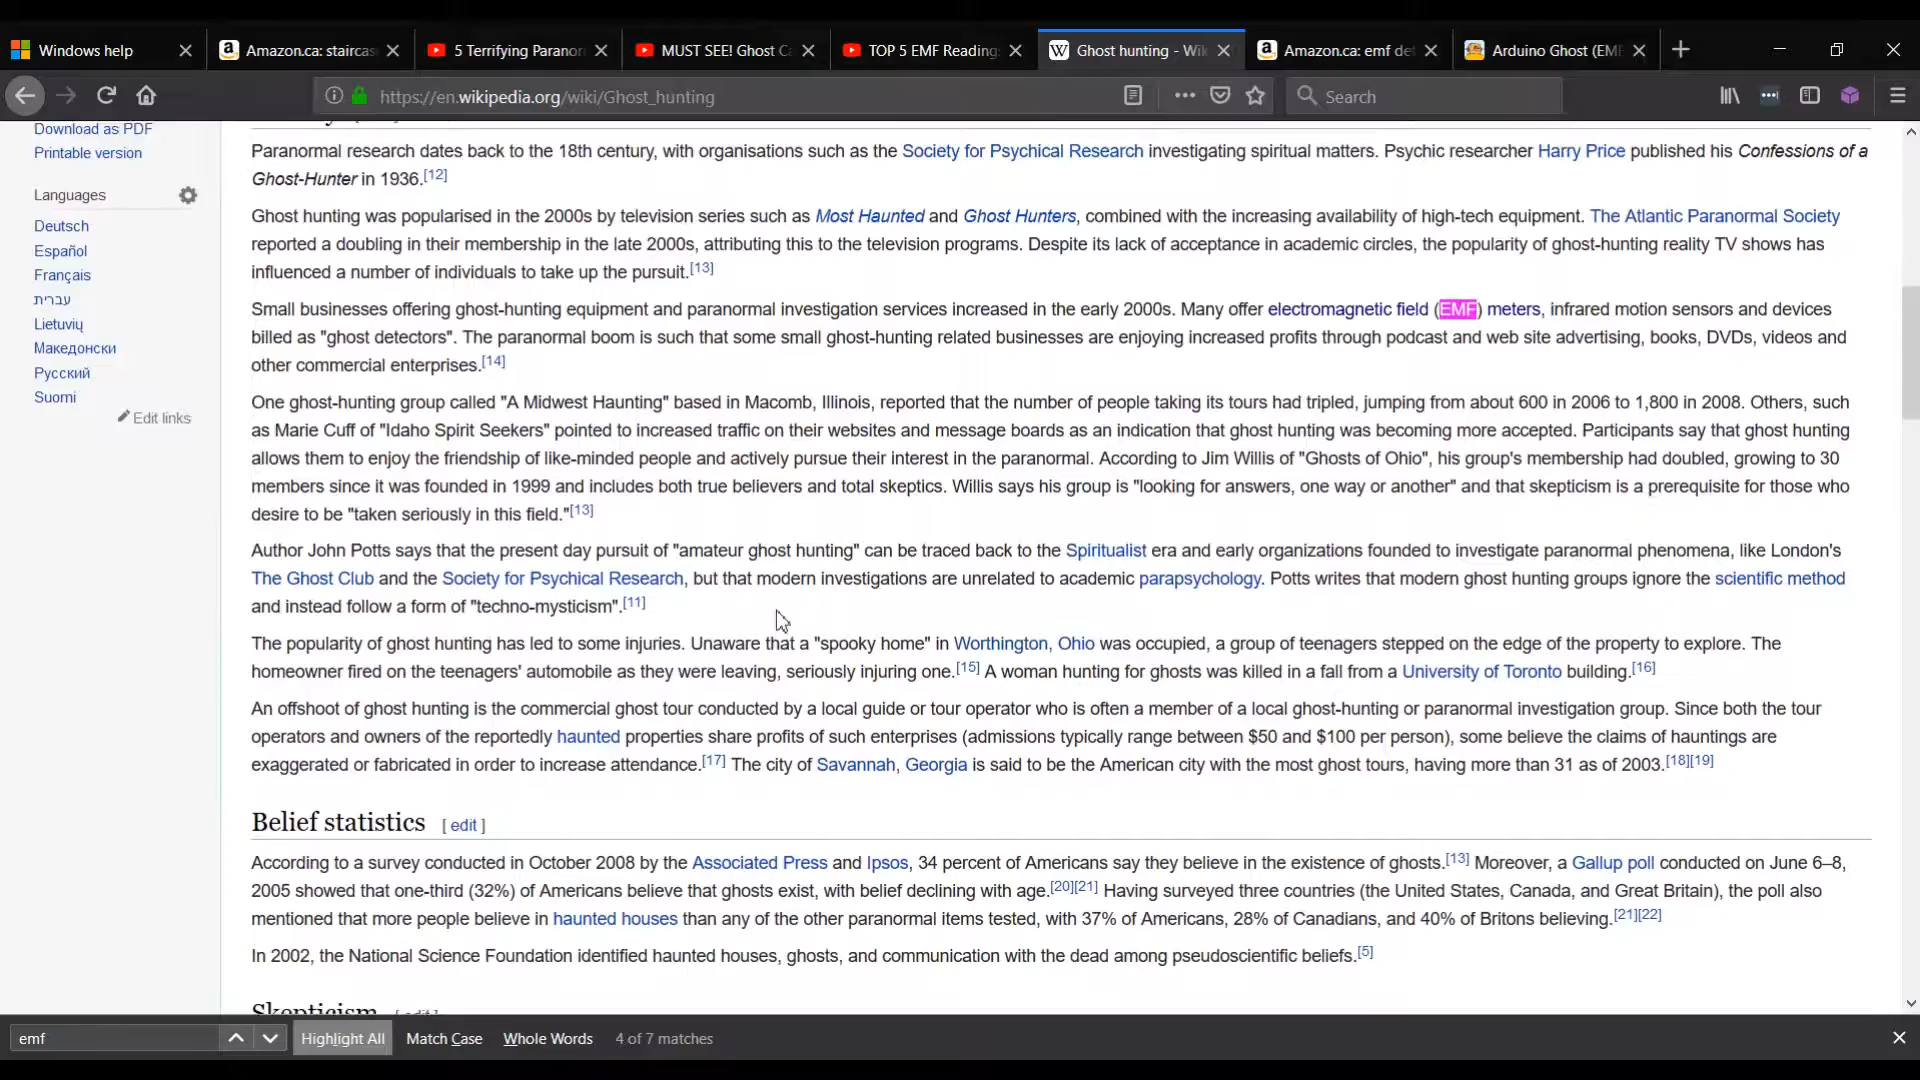 Windows help
Amazon.ca: staircas
5 Terrifying Paranor
MUST SEE! Ghost Ca
TOP 5 EMF Reading
Ghost hunting - Wik
Amazon.ca: emf det
Arduino Ghost (EMF
https://en.wikipedia.org/wiki/Ghost_hunting
Search
Download as PDF
Printable version
Languages
Deutsch
Español
Français
עברית
Lietuvių
Македонски
Русский
Suomi
Edit links
Paranormal research dates back to the 18th century, with organisations such as the Society for Psychical Research investigating spiritual matters. Psychic researcher Harry Price published his Confessions of a
Ghost-Hunter in 1936.[12]
Ghost hunting was popularised in the 2000s by television series such as Most Haunted and Ghost Hunters, combined with the increasing availability of high-tech equipment. The Atlantic Paranormal Society
reported a doubling in their membership in the late 2000s, attributing this to the television programs. Despite its lack of acceptance in academic circles, the popularity of ghost-hunting reality TV shows has
influenced a number of individuals to take up the pursuit.[13]
Small businesses offering ghost-hunting equipment and paranormal investigation services increased in the early 2000s. Many offer electromagnetic field (EMF) meters, infrared motion sensors and devices
billed as "ghost detectors". The paranormal boom is such that some small ghost-hunting related businesses are enjoying increased profits through podcast and web site advertising, books, DVDs, videos and
other commercial enterprises.[14]
One ghost-hunting group called "A Midwest Haunting" based in Macomb, Illinois, reported that the number of people taking its tours had tripled, jumping from about 600 in 2006 to 1,800 in 2008. Others, such
as Marie Cuff of "Idaho Spirit Seekers" pointed to increased traffic on their websites and message boards as an indication that ghost hunting was becoming more accepted. Participants say that ghost hunting
allows them to enjoy the friendship of like-minded people and actively pursue their interest in the paranormal. According to Jim Willis of "Ghosts of Ohio", his group's membership had doubled, growing to 30
members since it was founded in 1999 and includes both true believers and total skeptics. Willis says his group is "looking for answers, one way or another" and that skepticism is a prerequisite for those who
desire to be "taken seriously in this field."[13]
Author John Potts says that the present day pursuit of "amateur ghost hunting" can be traced back to the Spiritualist era and early organizations founded to investigate paranormal phenomena, like London's
The Ghost Club and the Society for Psychical Research, but that modern investigations are unrelated to academic parapsychology. Potts writes that modern ghost hunting groups ignore the scientific method
and instead follow a form of "techno-mysticism".[11]
The popularity of ghost hunting has led to some injuries. Unaware that a "spooky home" in Worthington, Ohio was occupied, a group of teenagers stepped on the edge of the property to explore. The
homeowner fired on the teenagers' automobile as they were leaving, seriously injuring one.[15] A woman hunting for ghosts was killed in a fall from a University of Toronto building.[16]
An offshoot of ghost hunting is the commercial ghost tour conducted by a local guide or tour operator who is often a member of a local ghost-hunting or paranormal investigation group. Since both the tour
operators and owners of the reportedly haunted properties share profits of such enterprises (admissions typically range between $50 and $100 per person), some believe the claims of hauntings are
exaggerated or fabricated in order to increase attendance.[17] The city of Savannah, Georgia is said to be the American city with the most ghost tours, having more than 31 as of 2003.[18][19]
Belief statistics [ edit ]
According to a survey conducted in October 2008 by the Associated Press and Ipsos, 34 percent of Americans say they believe in the existence of ghosts.[13] Moreover, a Gallup poll conducted on June 6–8,
2005 showed that one-third (32%) of Americans believe that ghosts exist, with belief declining with age.[20][21] Having surveyed three countries (the United States, Canada, and Great Britain), the poll also
mentioned that more people believe in haunted houses than any of the other paranormal items tested, with 37% of Americans, 28% of Canadians, and 40% of Britons believing.[21][22]
In 2002, the National Science Foundation identified haunted houses, ghosts, and communication with the dead among pseudoscientific beliefs.[5]
Skepticism [ edit ]
emf
Highlight All
Match Case
Whole Words
4 of 7 matches